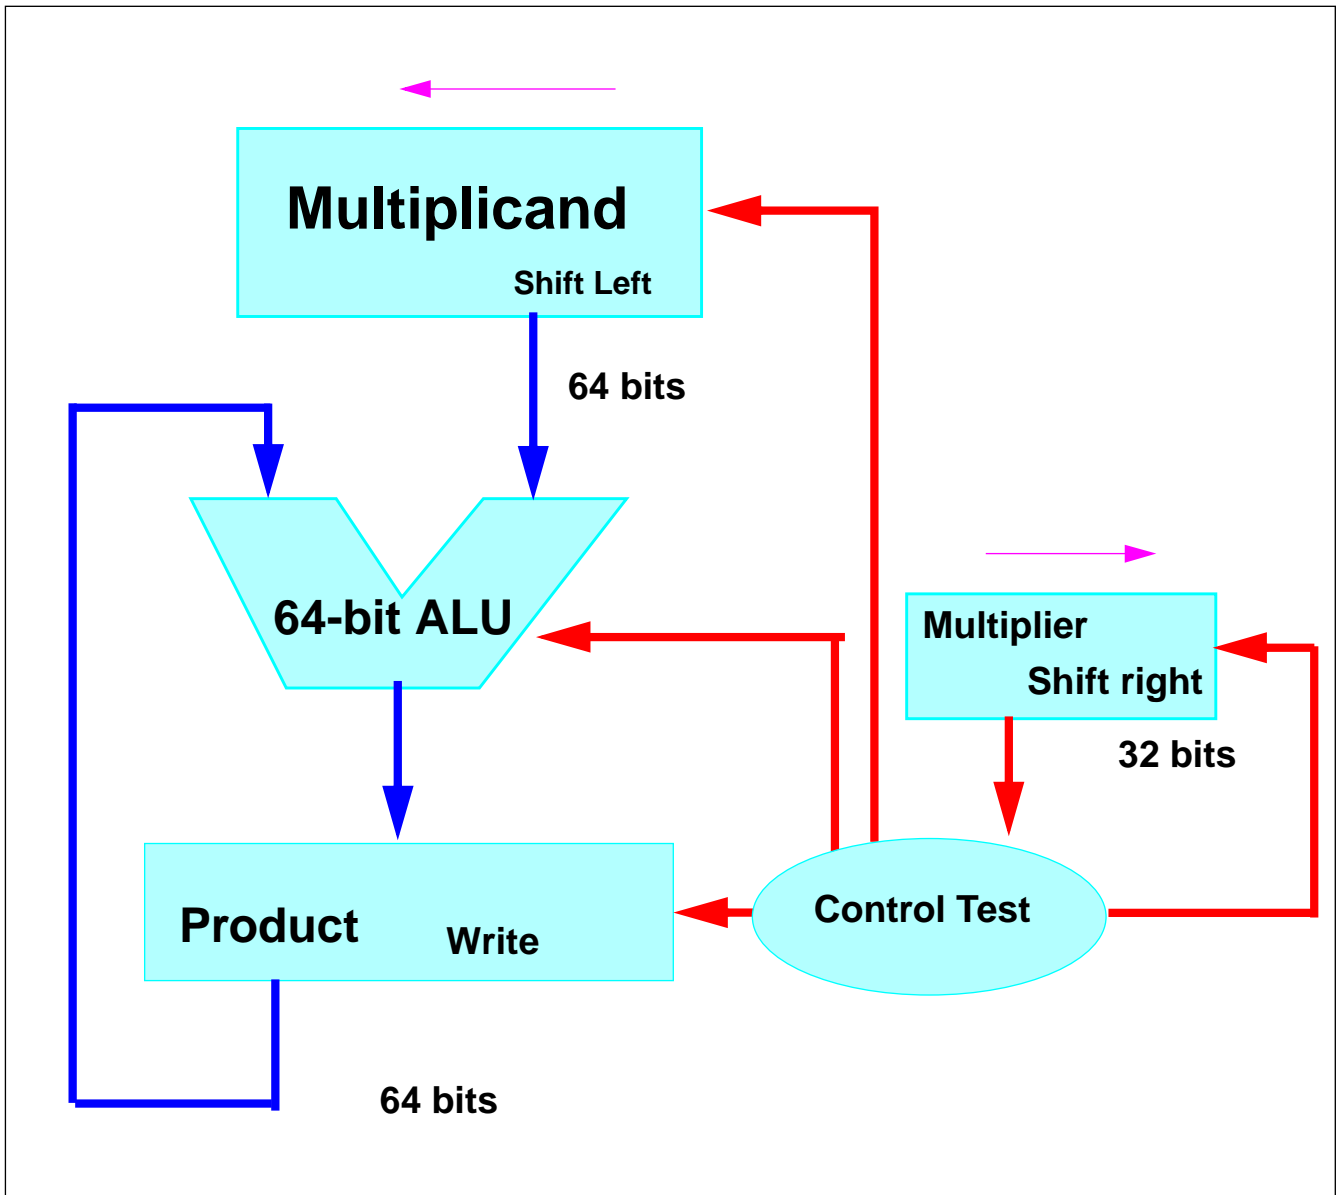 Multiplicand
Shift Left
64 bits
64-bit ALU
Multiplier
Shift right
32 bits
Product
Write
Control Test
64 bits